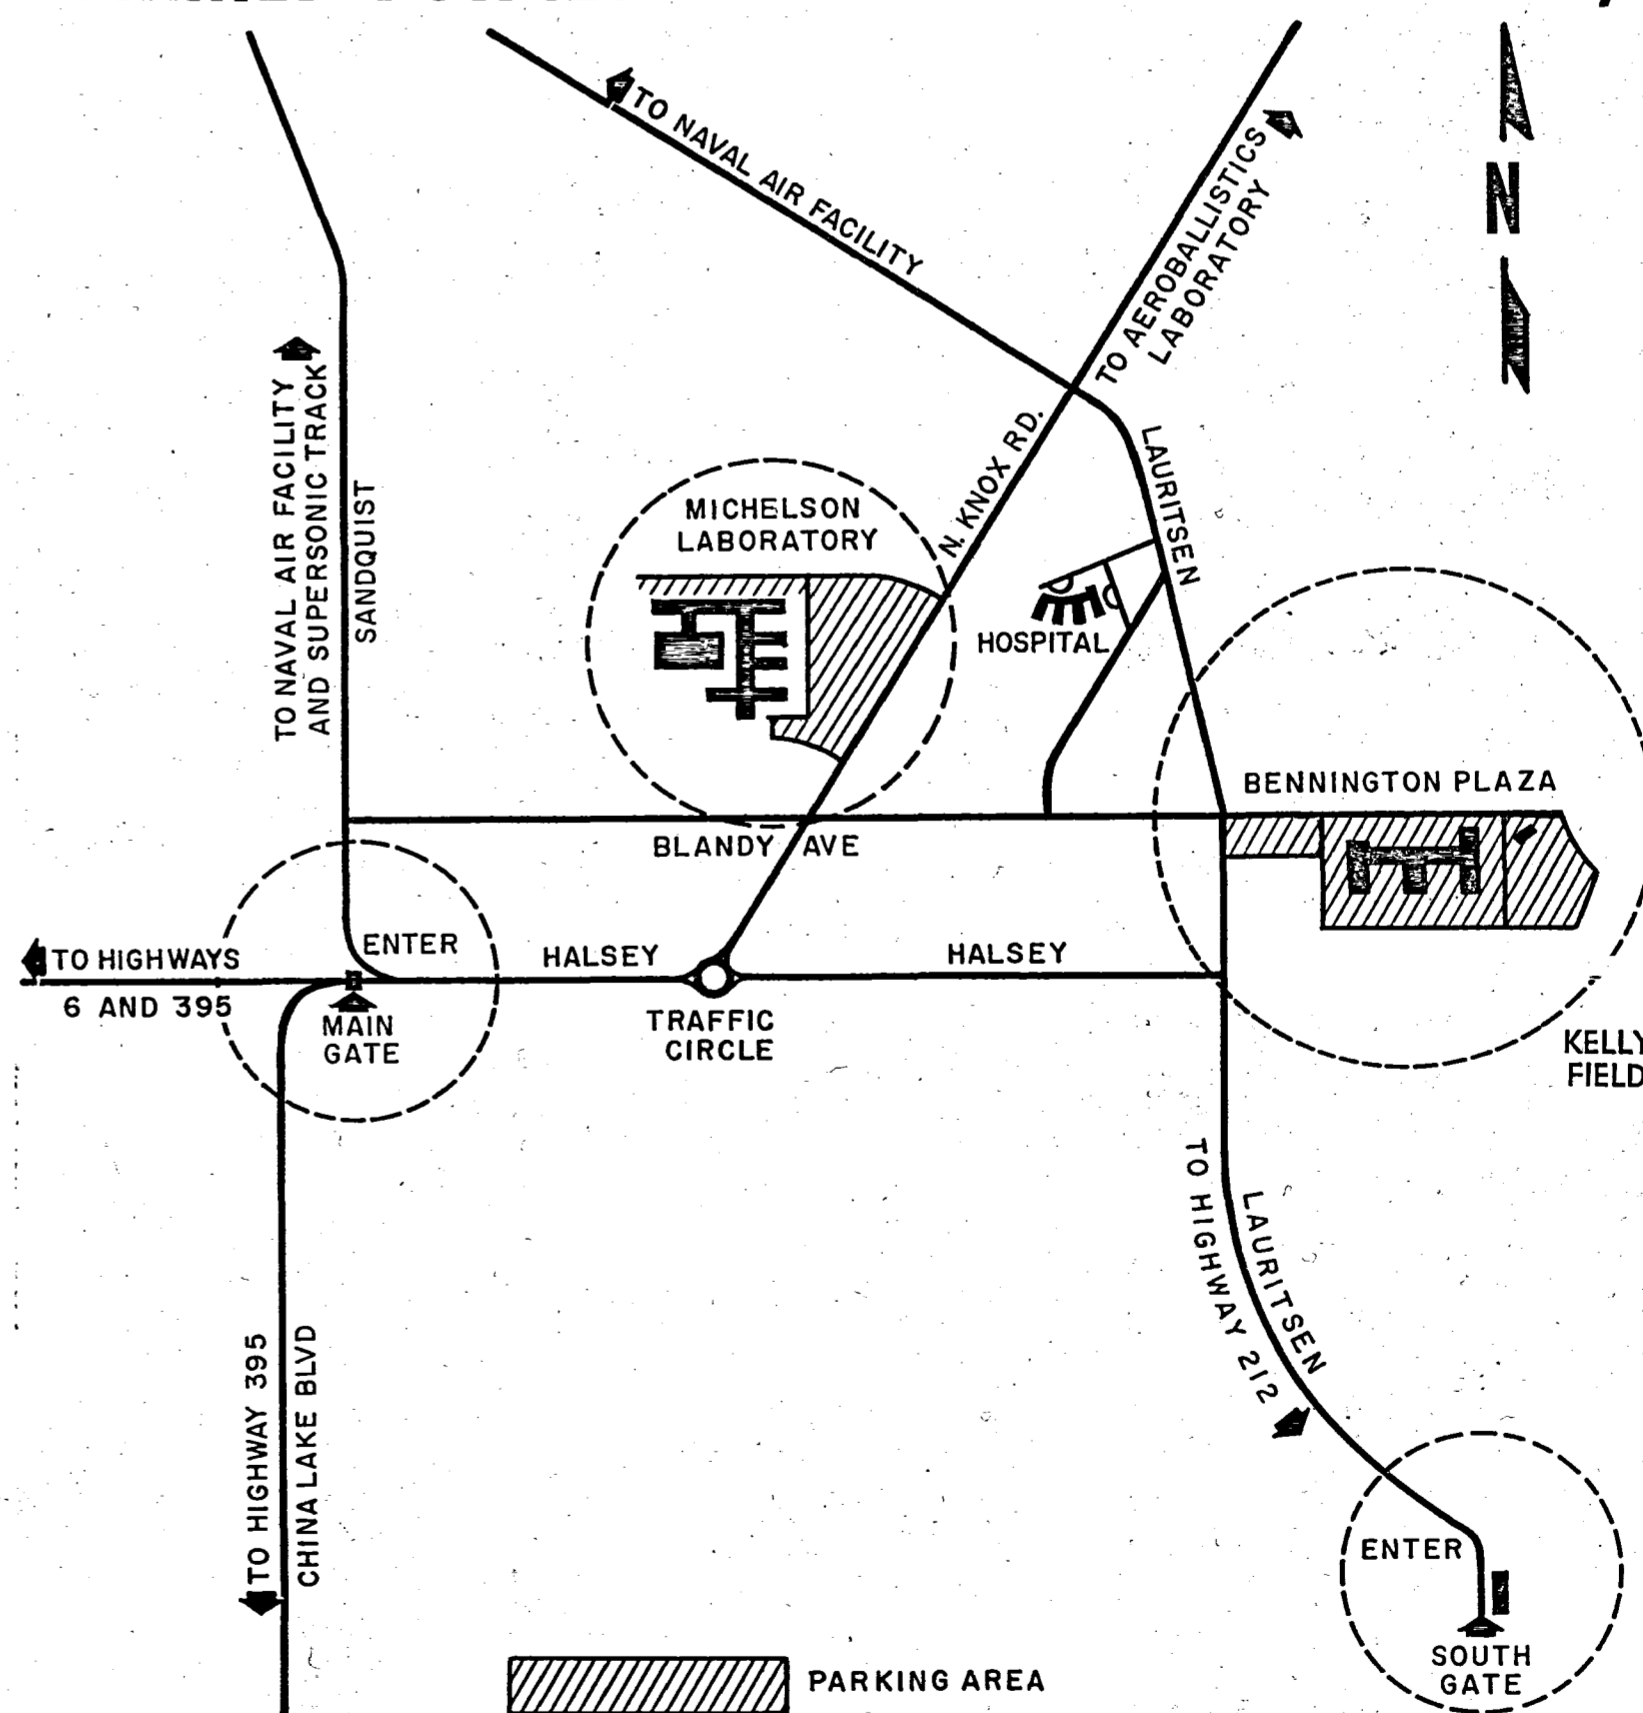 TO NAVAL AIR FACILITY
TO AEROBALLISTICS
LABORATORY
N
TO NAVAL AIR FACILITY
AND SUPERSONIC TRACK
SANDQUIST
MICHELSON
LABORATORY
N. KNOX RD.
LAURITSEN
HOSPITAL
BENNINGTON PLAZA
BLANDY AVE
ENTER
TO HIGHWAYS
6 AND 395
MAIN
GATE
HALSEY
HALSEY
TRAFFIC
CIRCLE
KELLY
FIELD
TO HIGHWAY 212
LAURITSEN
TO HIGHWAY 395
CHINA LAKE BLVD
ENTER
SOUTH
GATE
PARKING AREA